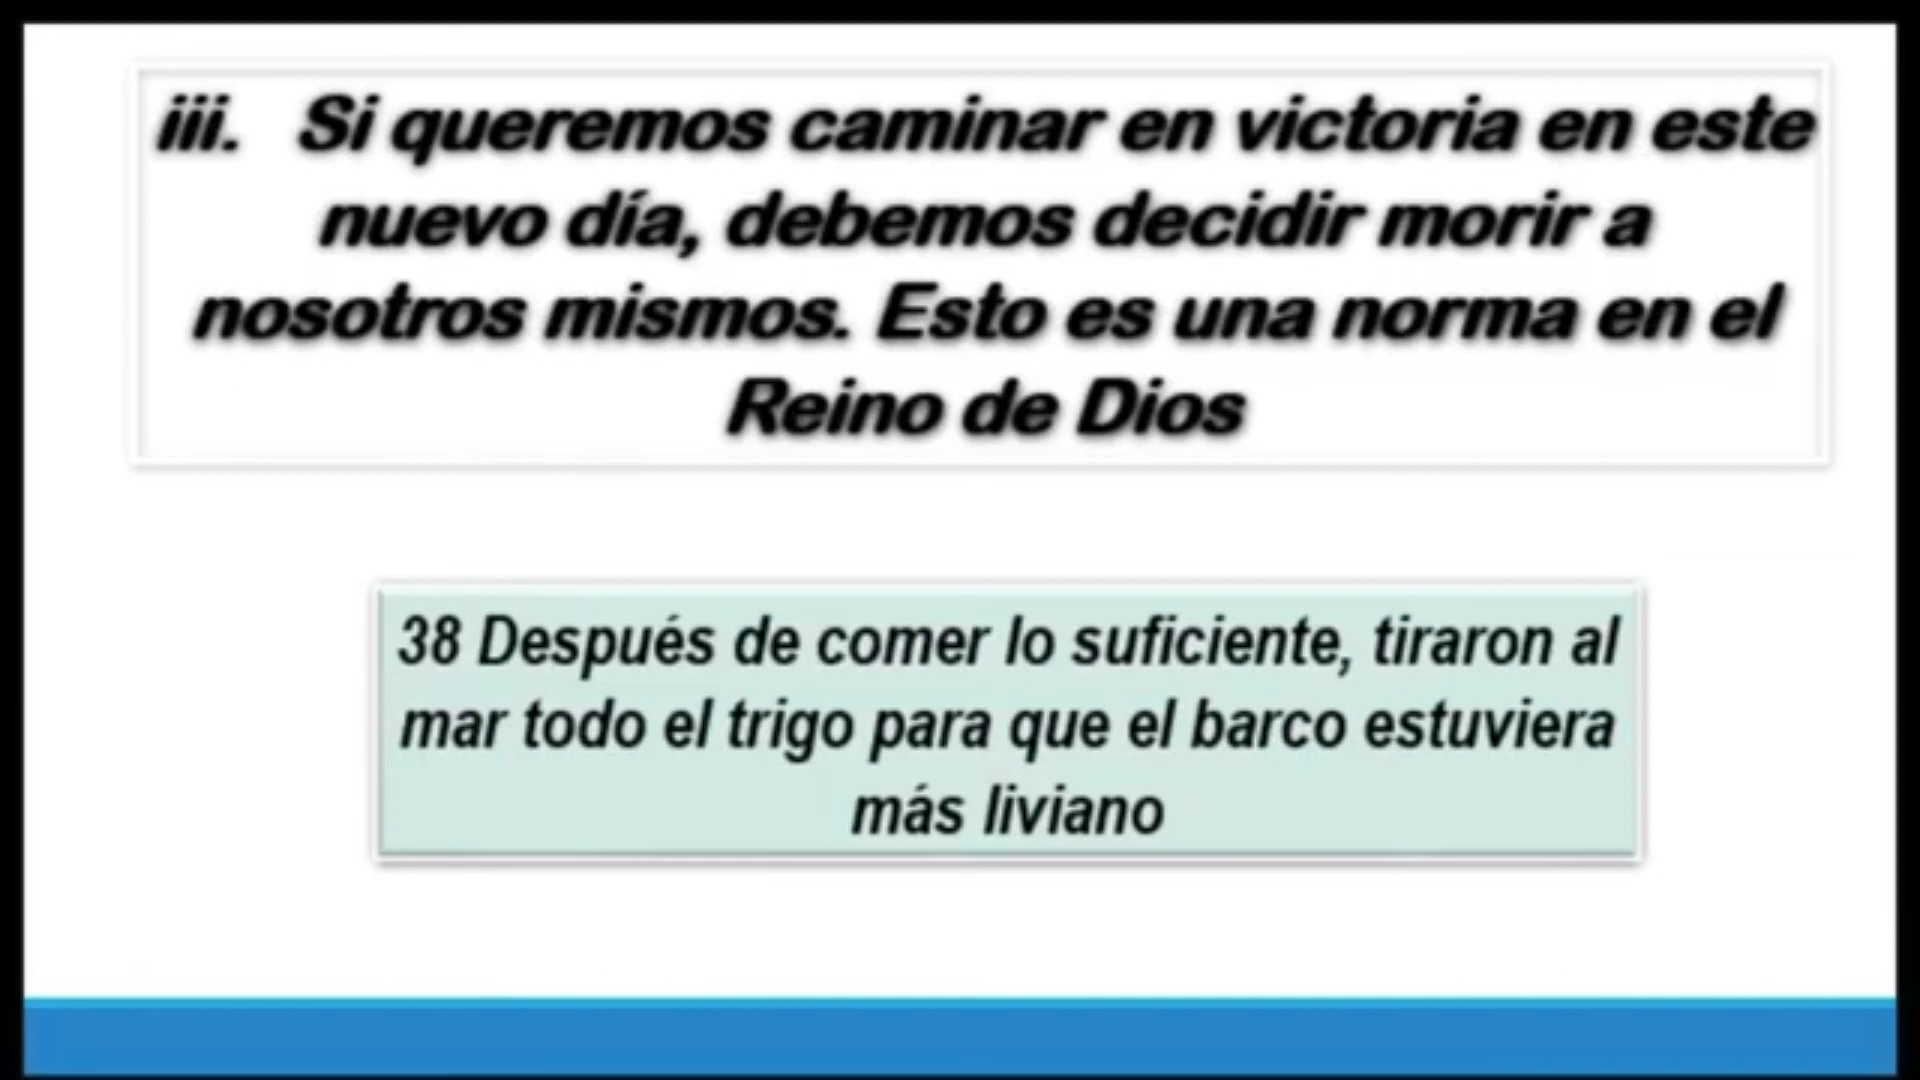 iii. Si queremos caminar en victoria en este
nuevo día, debemos decidir morir a
nosotros mismos. Esto es una norma en el
Reino de Dios
38 Después de comer lo suficiente, tiraron al
mar todo el trigo para que el barco estuviera
más liviano